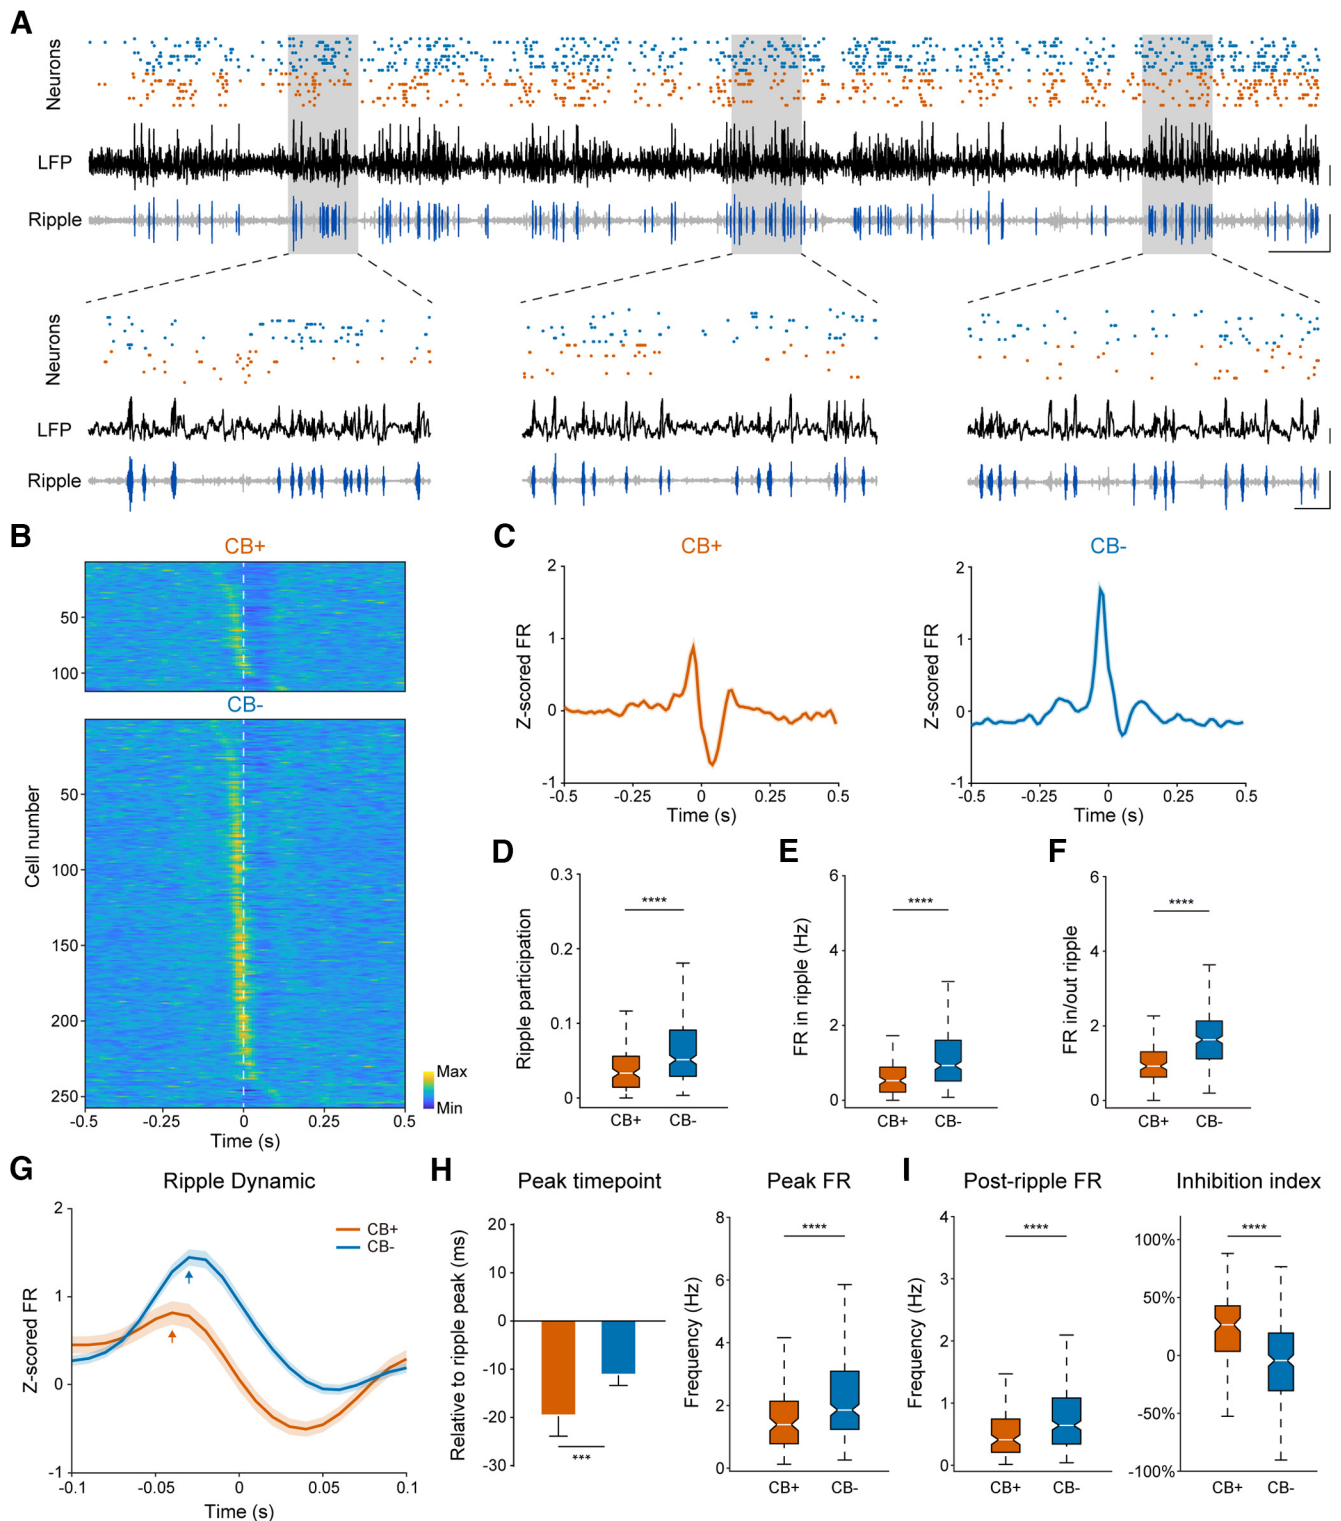 A
Neurons
LFP
Ripple
Neurons
LFP
Ripple
B
CB+
50
100
CB-
Cell number
50
100
150
200
250
Max
Min
-0.5
-0.25
0
0.25
0.5
Time (s)
C
CB+
Z-scored FR
2
1
0
-1
-0.5
-0.25
0
0.25
0.5
Time (s)
CB-
Z-scored FR
2
1
0
-1
-0.5
-0.25
0
0.25
0.5
Time (s)
D
Ripple participation
0.3
0.2
0.1
0
****
CB+
CB-
E
FR in ripple (Hz)
6
4
2
0
****
CB+
CB-
F
FR in/out ripple
6
4
2
0
****
CB+
CB-
G
Ripple Dynamic
Z-scored FR
2
1
0
-1
CB+
CB-
-0.1
-0.05
0
0.05
0.1
Time (s)
H
Peak timepoint
Relative to ripple peak (ms)
20
10
0
-10
-20
-30
***
Peak FR
Frequency (Hz)
8
6
4
2
0
****
CB+
CB-
I
Post-ripple FR
Frequency (Hz)
4
3
2
1
0
****
CB+
CB-
Inhibition index
100%
50%
0
-50%
-100%
****
CB+
CB-